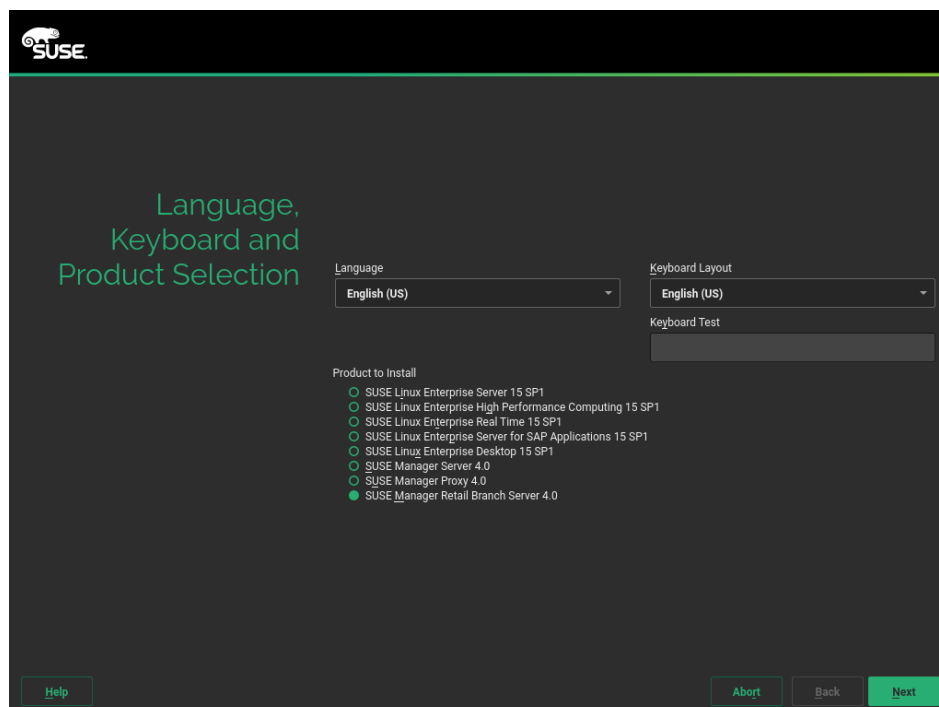 SUSE.
Language,
Keyboard and
Product Selection
Language
Keyboard Layout
English (US)
English (US)
Keyboard Test
Product to Install
SUSE Linux Enterprise Server 15 SP1
SUSE Linux Enterprise High Performance Computing 15 SP1
SUSE Linux Enterprise Real Time 15 SP1
SUSE Linux Enterprise Server for SAP Applications 15 SP1
SUSE Linux Enterprise Desktop 15 SP1
SUSE Manager Server 4.0
SUSE Manager Proxy 4.0
SUSE Manager Retail Branch Server 4.0
Help
Abort
Back
Next